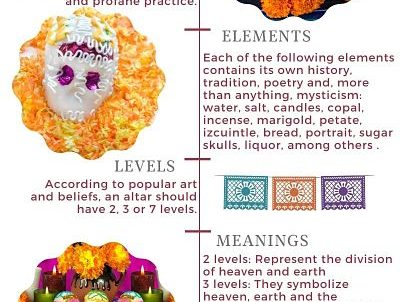 and profane practice.
ELEMENTS
Each of the following elements
contains its own history,
tradition, poetry and, more
than anything, mysticism:
water, salt, candles, copal,
incense, marigold, petate,
izcuintle, bread, portrait, sugar
skulls, liquor, among others .
LEVELS
According to popular art
and beliefs, an altar should
have 2, 3 or 7 levels.
MEANINGS
2 levels: Represent the division
of heaven and earth
3 levels: They symbolize
heaven, earth and the